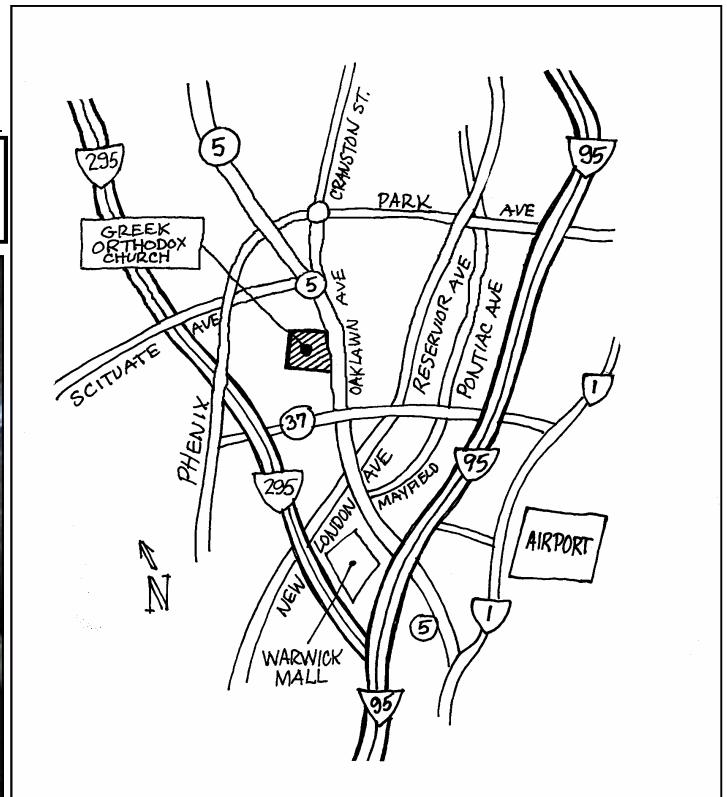 CRANSTON ST.
5
95
295
PARK AVE
GREEK
ORTHODOX
CHURCH
5
AVE
OAKLAWN
RESERVIOR AVE
PONTIAC AVE
SCITUATE AVE
1
PHENIX
37
95
AVE
MAYFIELD
295
LONDON
NEW
AIRPORT
N
1
5
WARWICK
MALL
95